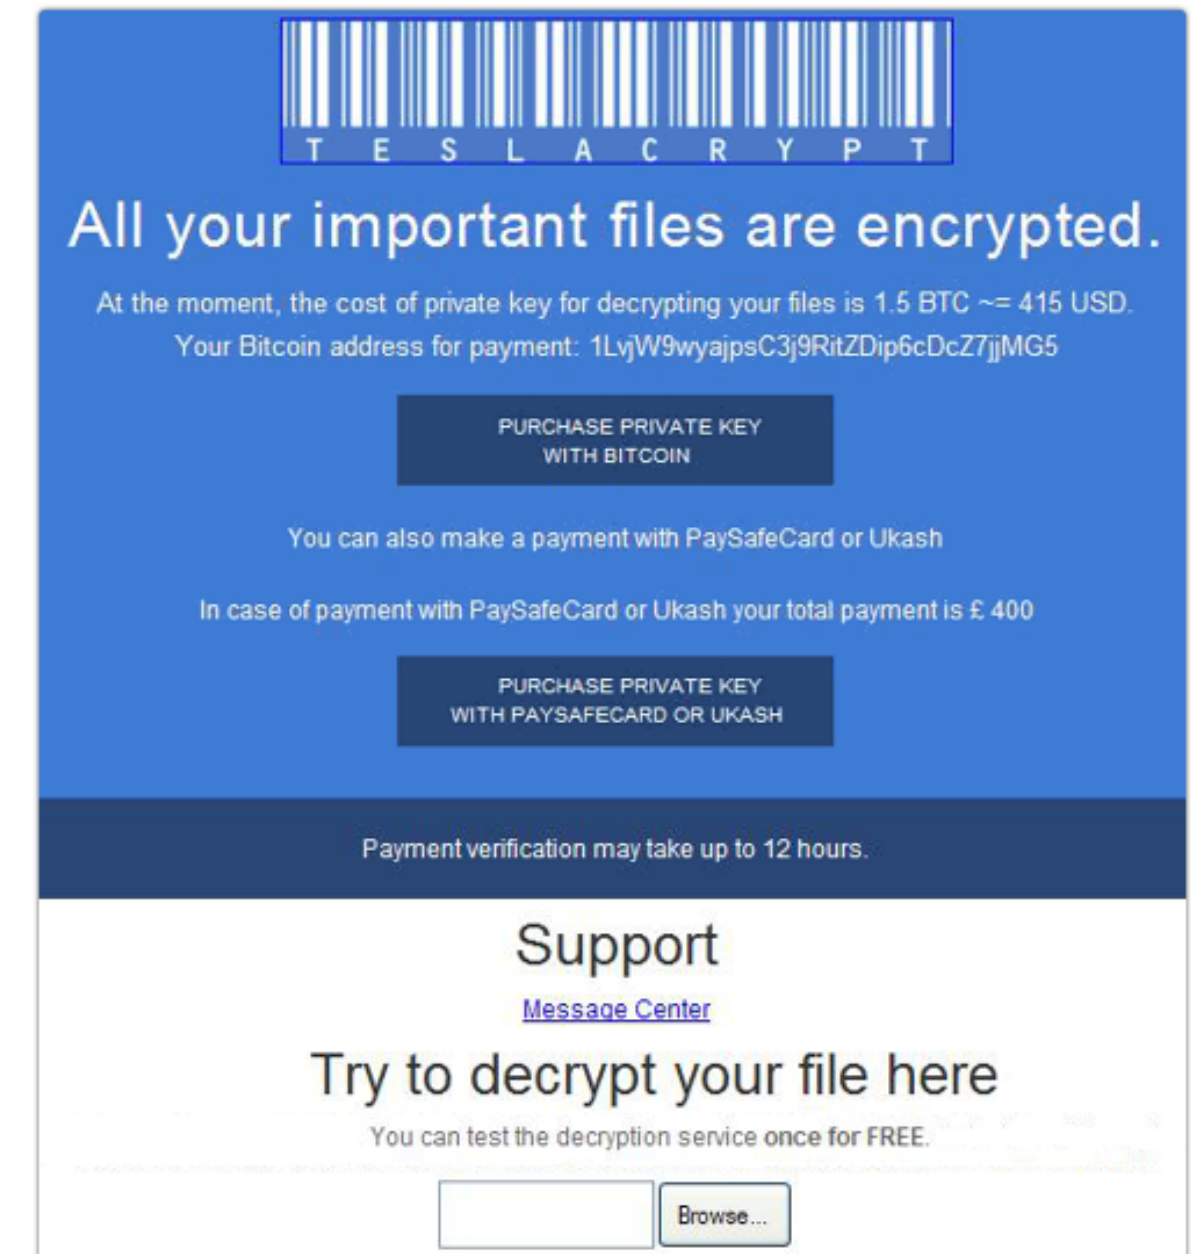 TESLACRYPT
All your important files are encrypted.
At the moment, the cost of private key for decrypting your files is 1.5 BTC ~= 415 USD.
Your Bitcoin address for payment: 1LvjW9wyajpsC3j9RitZDip6cDcZ7jjMG5
PURCHASE PRIVATE KEY
WITH BITCOIN
You can also make a payment with PaySafeCard or Ukash
In case of payment with PaySafeCard or Ukash your total payment is £ 400
PURCHASE PRIVATE KEY
WITH PAYSAFECARD OR UKASH
Payment verification may take up to 12 hours.
Support
Message Center
Try to decrypt your file here
You can test the decryption service once for FREE.
Browse...